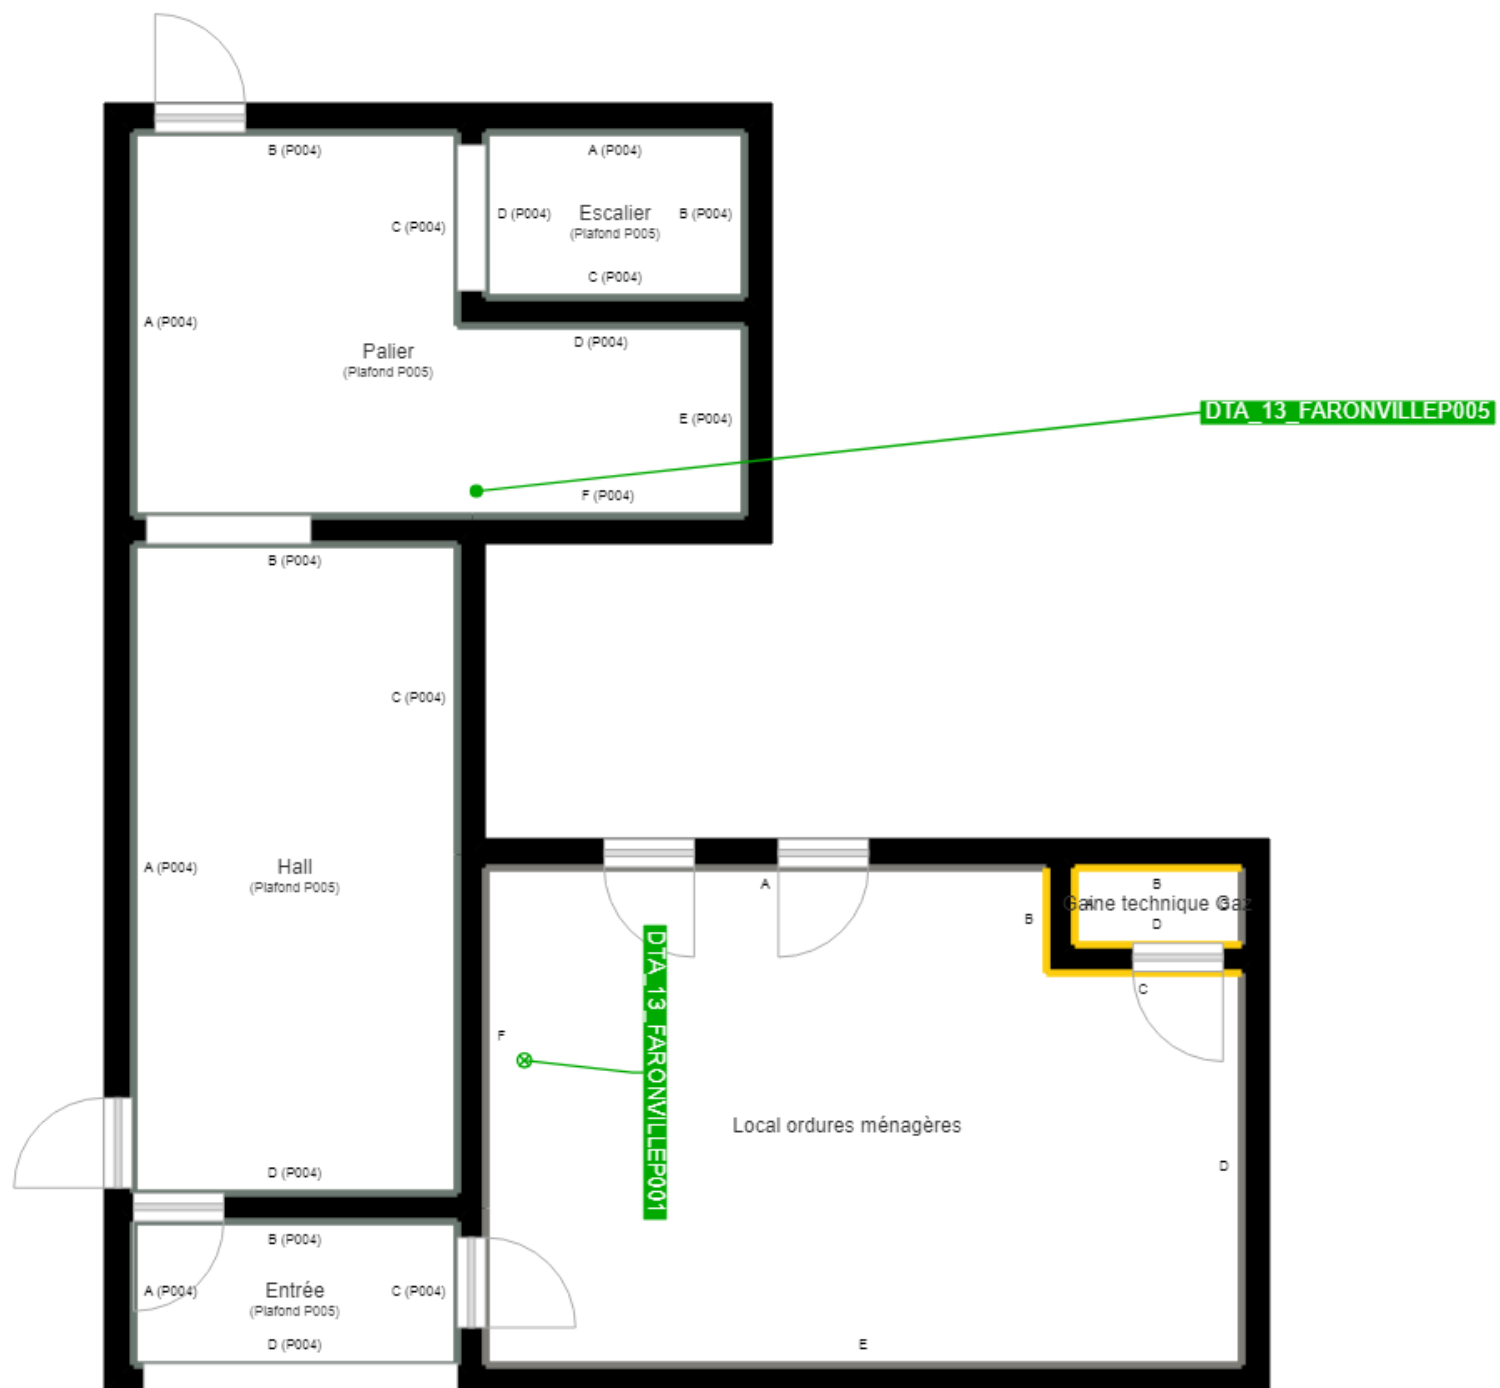 B (P004)
A (P004)
C (P004)
D (P004)
Escalier
(Plafond P005)
B (P004)
C (P004)
A (P004)
Palier
(Plafond P005)
D (P004)
E (P004)
F (P004)
DTA_13_FARONVILLEP005
B (P004)
C (P004)
A (P004)
Hall
(Plafond P005)
D (P004)
A
B
B
A
Gaine technique Gaz
C
D
C
F
DTA_13_FARONVILLEP001
Local ordures ménagères
D
E
B (P004)
A (P004)
Entrée
(Plafond P005)
C (P004)
D (P004)